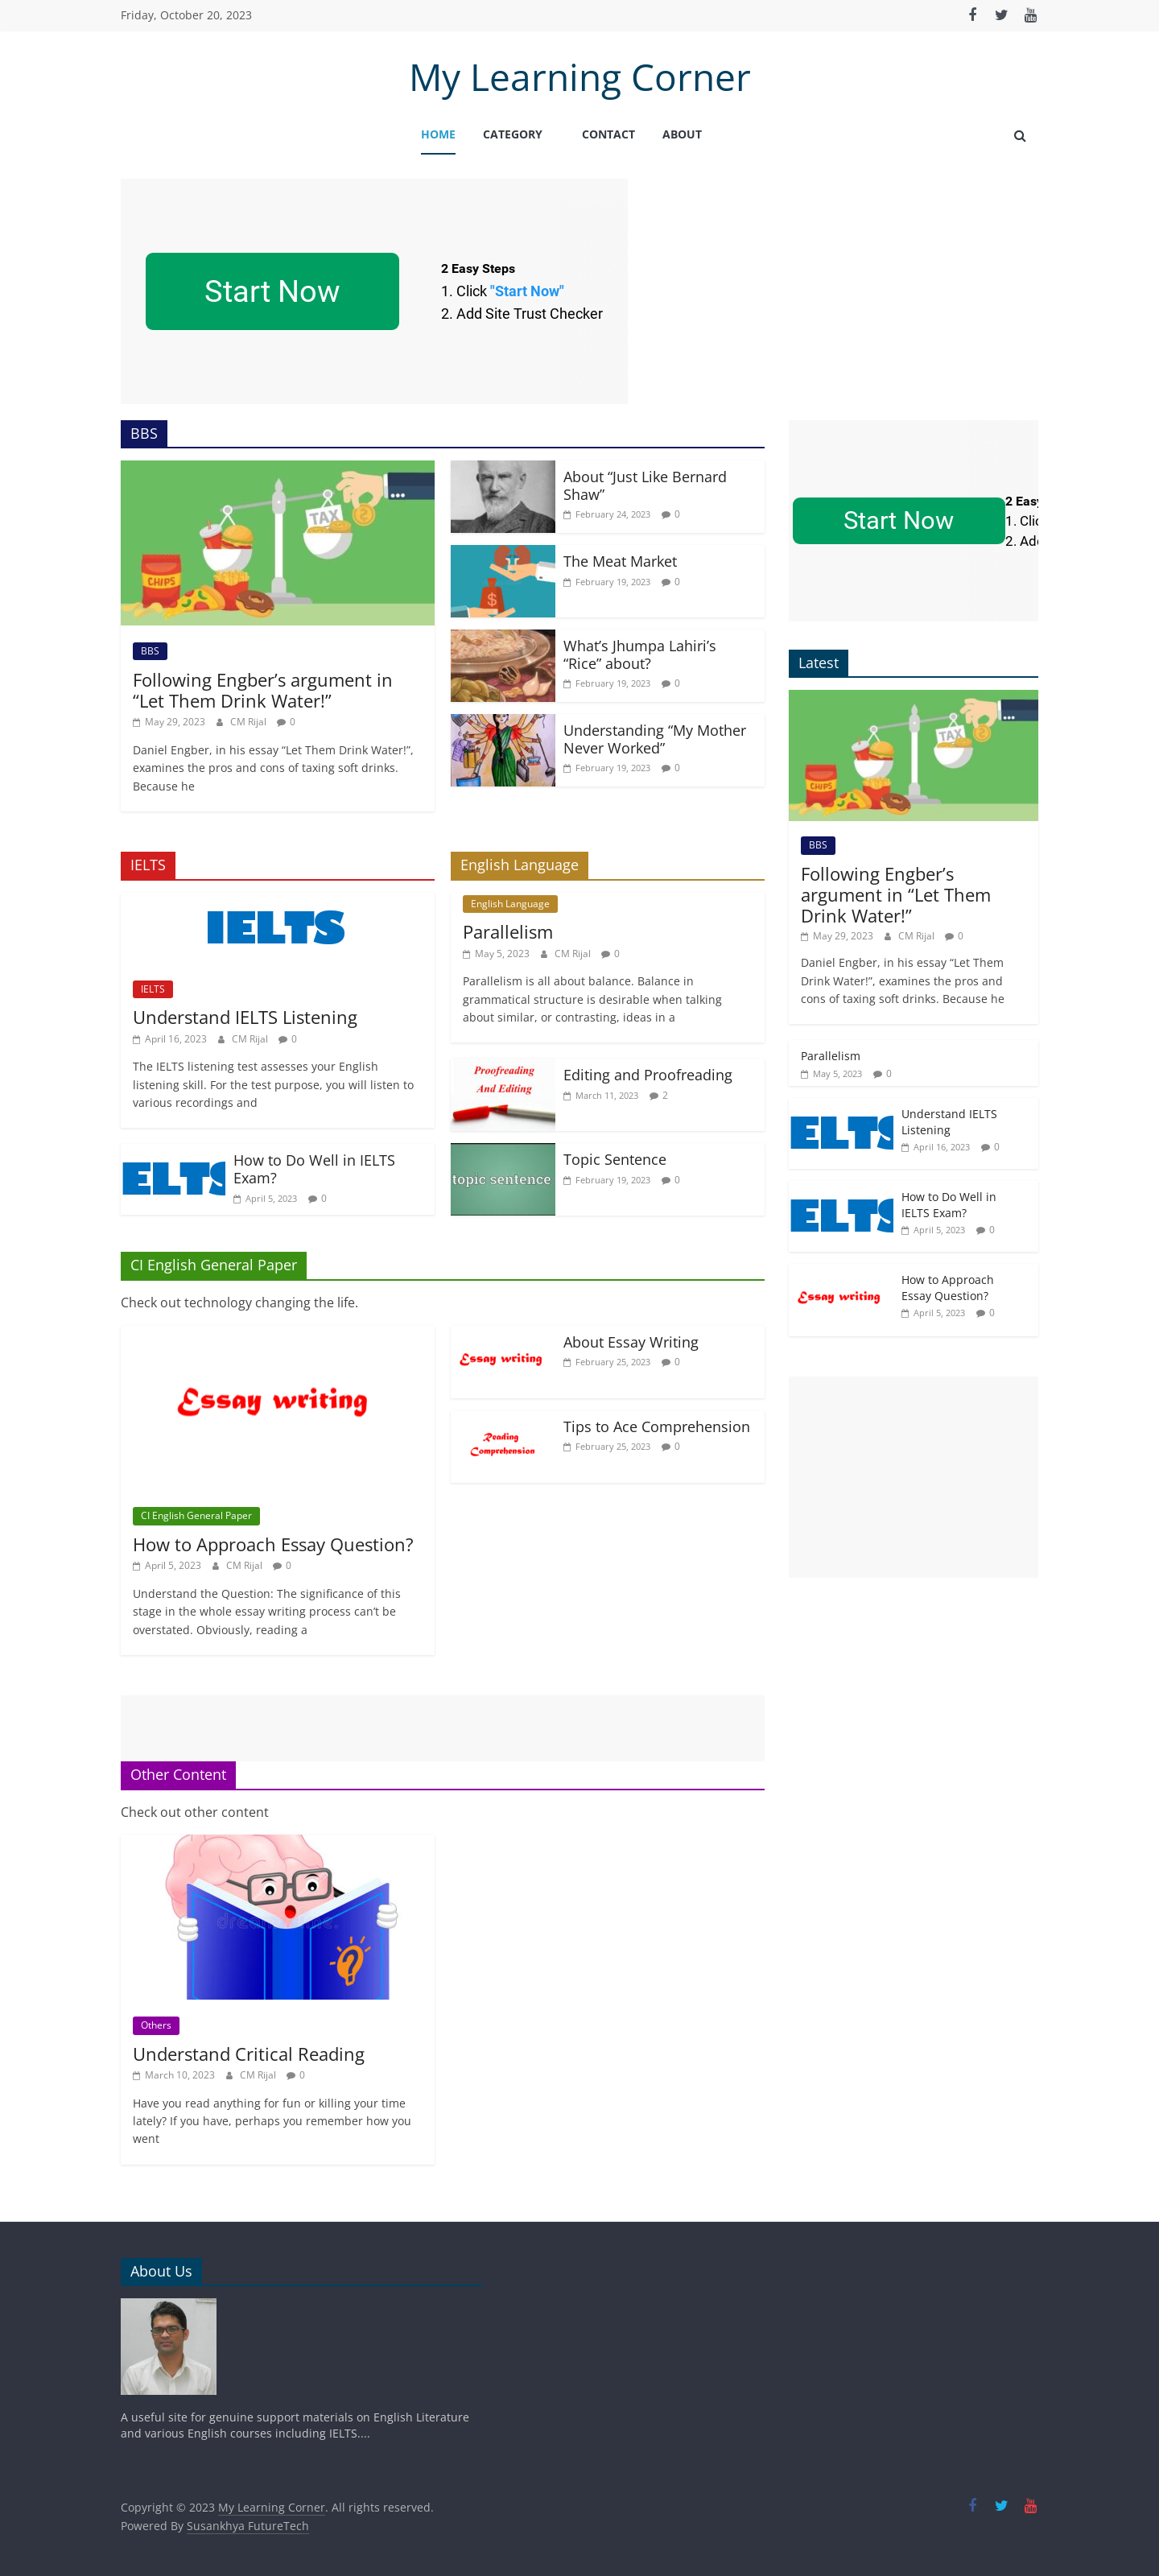 Friday, October 20, 2023
My Learning Corner
HOME
CATEGORY
CONTACT
ABOUT
Start Now
2 Easy Steps
1. Click "Start Now"
2. Add Site Trust Checker
BBS
TAX
CHIPS
BBS
Following Engber’s argument in
“Let Them Drink Water!”
May 29, 2023 CM Rijal 0
Daniel Engber, in his essay “Let Them Drink Water!”,
examines the pros and cons of taxing soft drinks.
Because he
About “Just Like Bernard
Shaw”
February 24, 2023 0
The Meat Market
February 19, 2023 0
What’s Jhumpa Lahiri’s
“Rice” about?
February 19, 2023 0
Understanding “My Mother
Never Worked”
February 19, 2023 0
IELTS
IELTS
IELTS
Understand IELTS Listening
April 16, 2023 CM Rijal 0
The IELTS listening test assesses your English
listening skill. For the test purpose, you will listen to
various recordings and
IELTS
How to Do Well in IELTS
Exam?
April 5, 2023 0
English Language
English Language
Parallelism
May 5, 2023 CM Rijal 0
Parallelism is all about balance. Balance in
grammatical structure is desirable when talking
about similar, or contrasting, ideas in a
Proofreading
And Editing
Editing and Proofreading
March 11, 2023 2
topic sentence
Topic Sentence
February 19, 2023 0
CI English General Paper
Check out technology changing the life.
Essay writing
CI English General Paper
How to Approach Essay Question?
April 5, 2023 CM Rijal 0
Understand the Question: The significance of this
stage in the whole essay writing process can’t be
overstated. Obviously, reading a
Essay writing
About Essay Writing
February 25, 2023 0
Reading
Comprehension
Tips to Ace Comprehension
February 25, 2023 0
Other Content
Check out other content
Others
Understand Critical Reading
March 10, 2023 CM Rijal 0
Have you read anything for fun or killing your time
lately? If you have, perhaps you remember how you
went
Start Now
2 Easy
1. Clic
2. Add
Latest
TAX
CHIPS
BBS
Following Engber’s
argument in “Let Them
Drink Water!”
May 29, 2023 CM Rijal 0
Daniel Engber, in his essay “Let Them
Drink Water!”, examines the pros and
cons of taxing soft drinks. Because he
Parallelism
May 5, 2023 0
IELTS
Understand IELTS
Listening
April 16, 2023 0
IELTS
How to Do Well in
IELTS Exam?
April 5, 2023 0
Essay writing
How to Approach
Essay Question?
April 5, 2023 0
About Us
A useful site for genuine support materials on English Literature
and various English courses including IELTS....
Copyright © 2023 My Learning Corner. All rights reserved.
Powered By Susankhya FutureTech